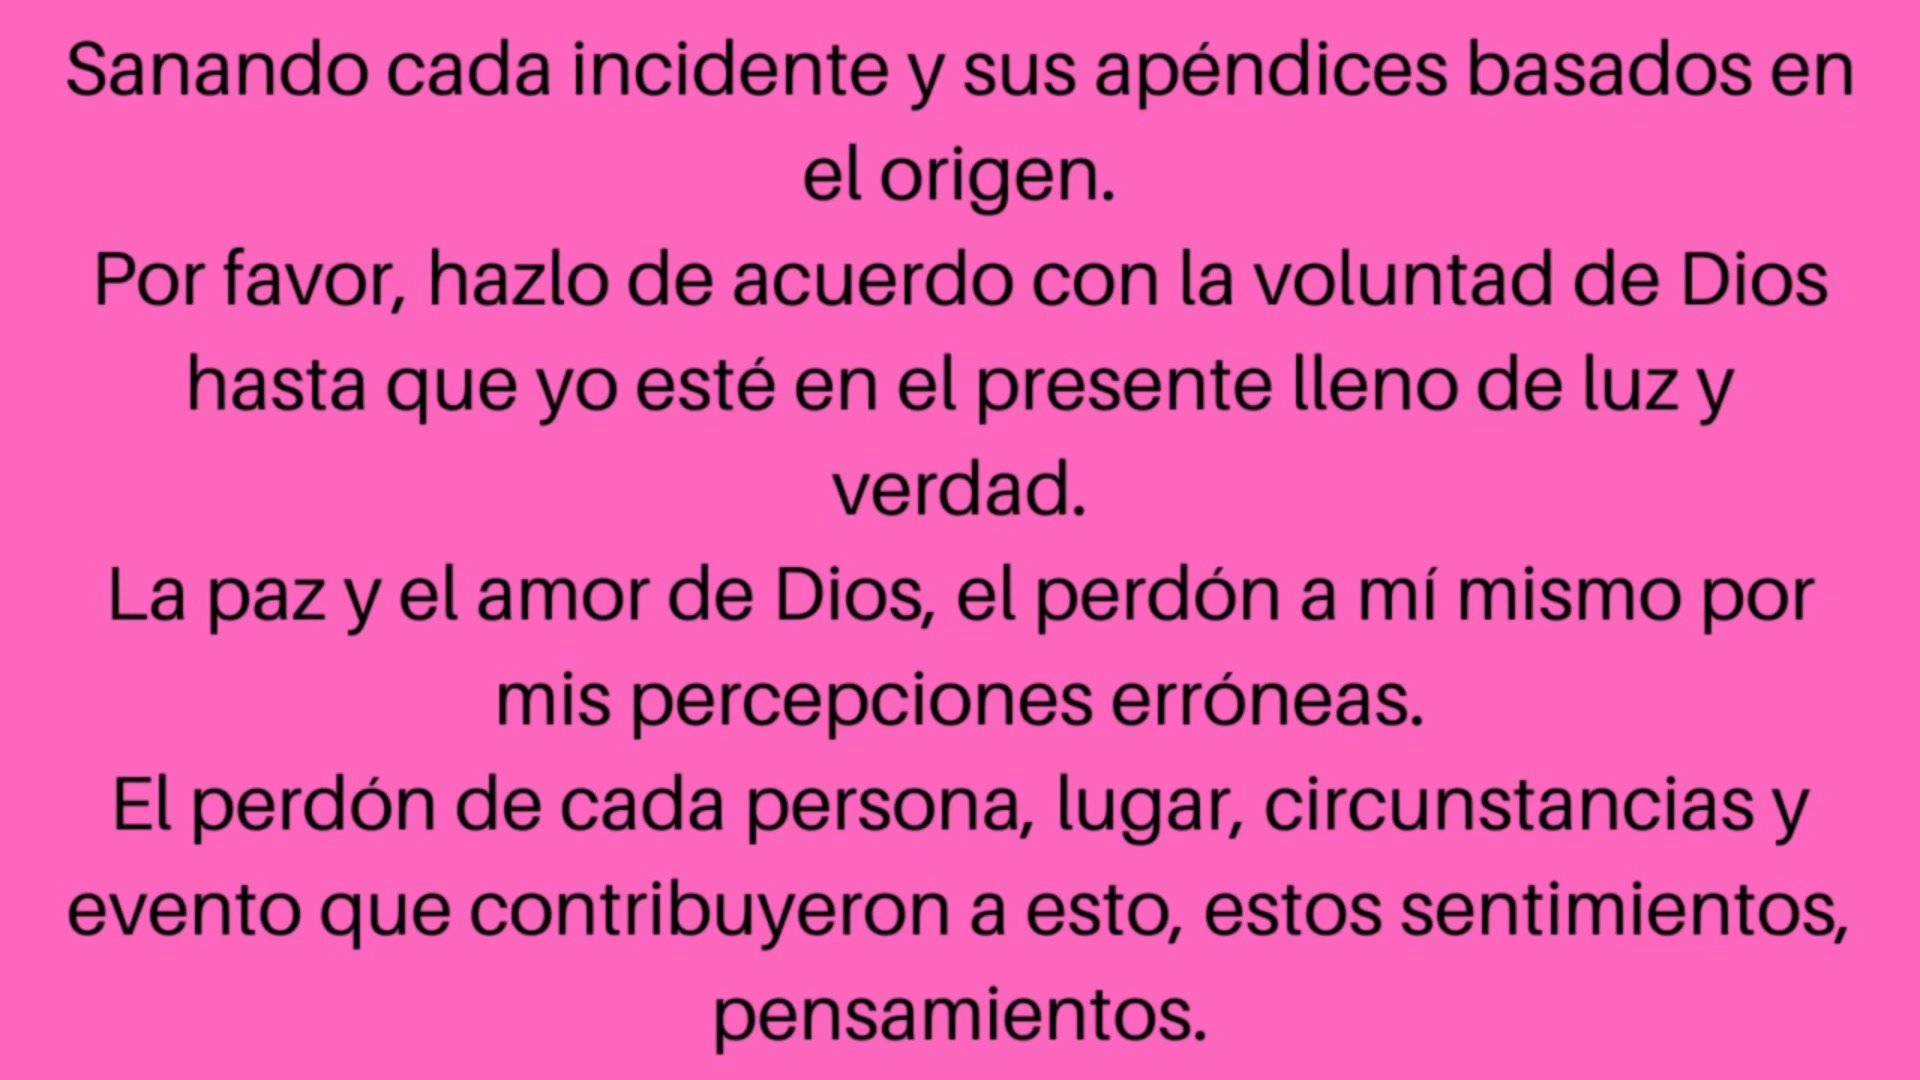 Sanando cada incidente y sus apéndices basados en
el origen.
Por favor, hazlo de acuerdo con la voluntad de Dios
hasta que yo esté en el presente lleno de luz y
verdad.
La paz y el amor de Dios, el perdón a mí mismo por
mis percepciones erróneas.
El perdón de cada persona, lugar, circunstancias y
evento que contribuyeron a esto, estos sentimientos,
pensamientos.